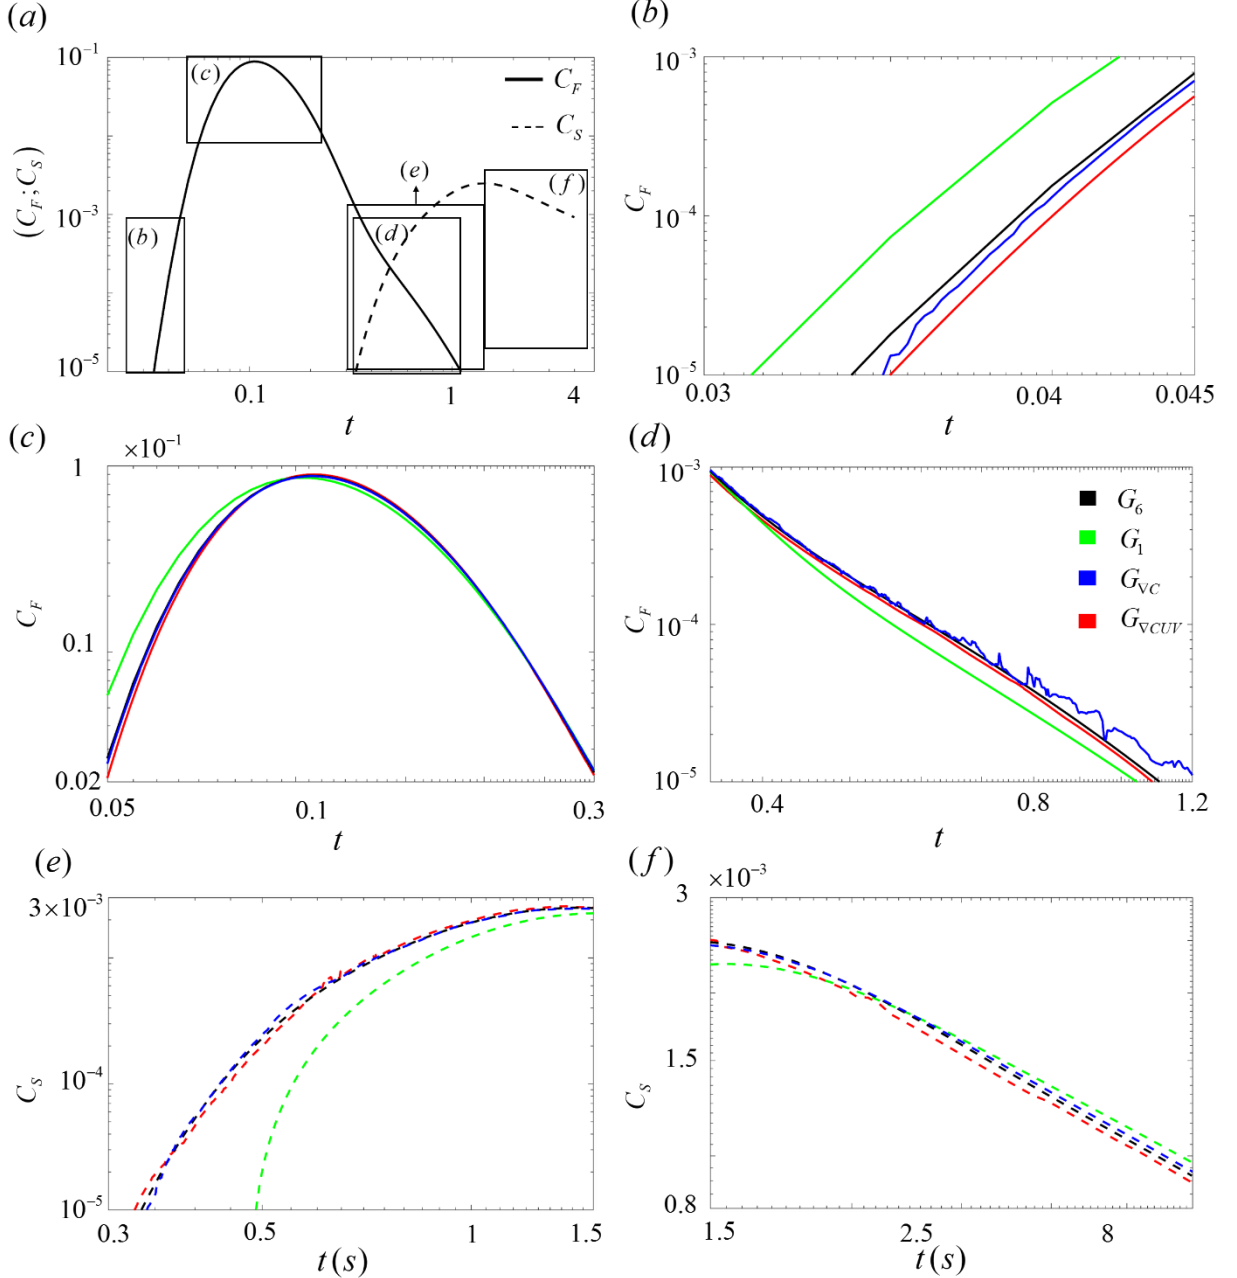 (a)
10⁻¹
10⁻³
10⁻⁵
(C_F; C_S)
(b)
(c)
(d)
(e)
(f)
C_F
C_S
0.1
1
4
t
(b)
10⁻³
10⁻⁴
10⁻⁵
C_F
0.03
0.04
0.045
t
(c)
×10⁻¹
1
0.1
0.02
C_F
0.05
0.1
0.3
t
(d)
10⁻³
10⁻⁴
10⁻⁵
C_F
G₆
G₁
G_∇C
G_∇CUV
0.4
0.8
1.2
t
(e)
3×10⁻³
10⁻⁴
10⁻⁵
C_S
0.3
0.5
1
1.5
t(s)
(f)
×10⁻³
3
1.5
0.8
C_S
1.5
2.5
8
t(s)